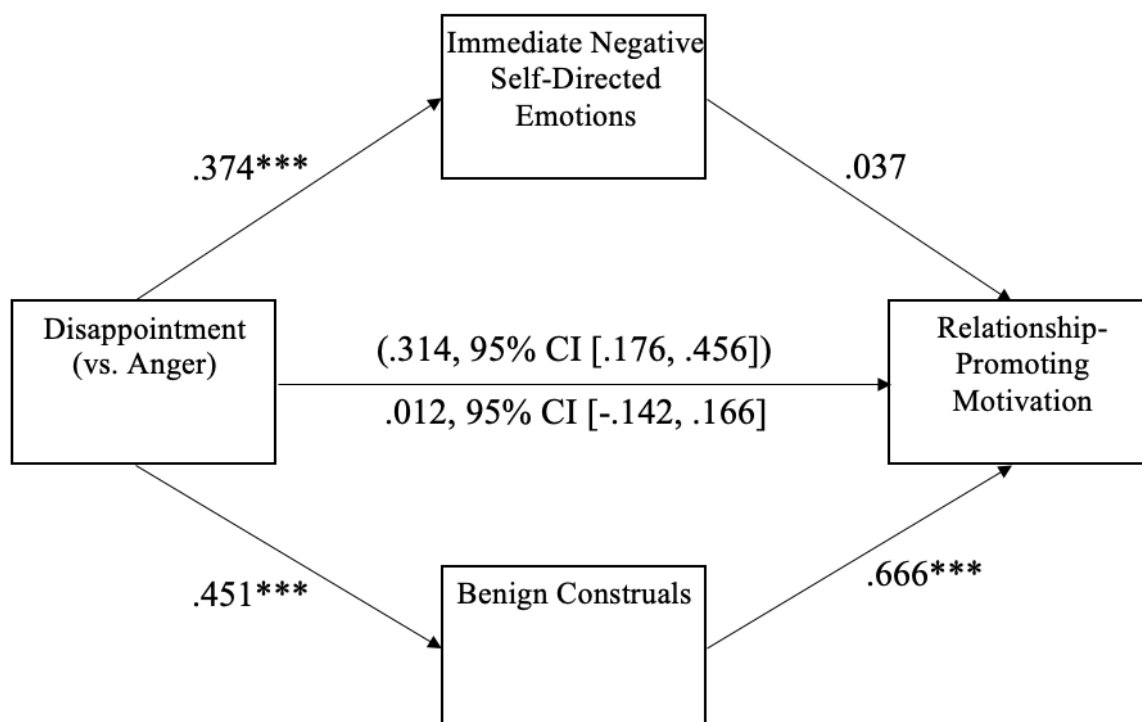 Immediate Negative
Self-Directed
Emotions
.374***
.037
Disappointment
(vs. Anger)
(.314, 95% CI [.176, .456])
.012, 95% CI [-.142, .166]
Relationship-
Promoting
Motivation
.451***
Benign Construals
.666***